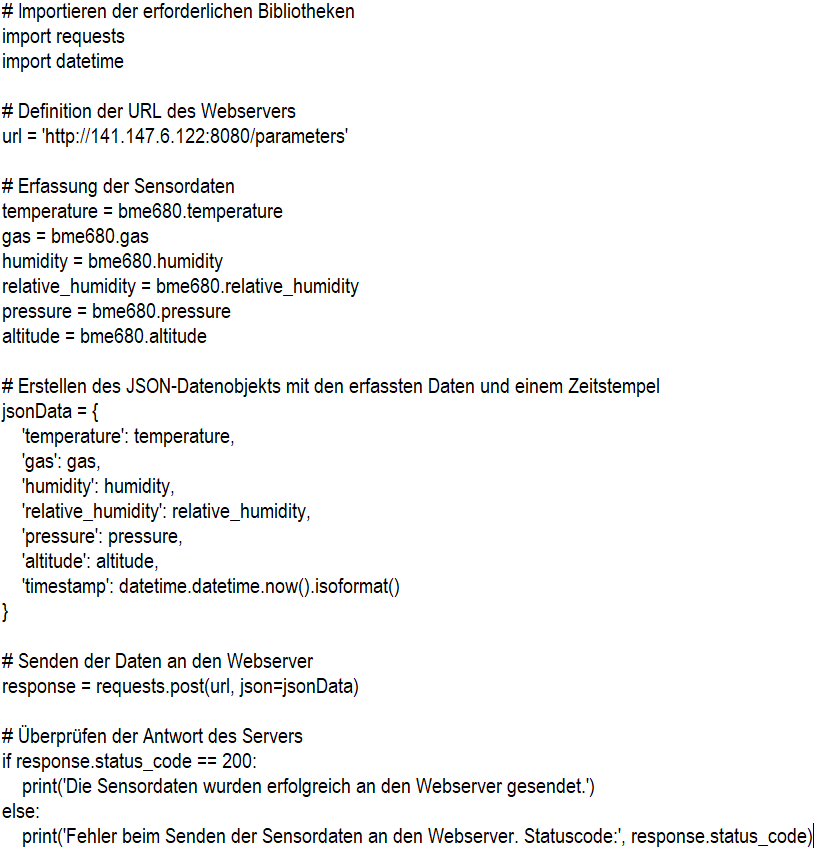 # Importieren der erforderlichen Bibliotheken
import requests
import datetime

# Definition der URL des Webservers
url = 'http://141.147.6.122:8080/parameters'

# Erfassung der Sensordaten
temperature = bme680.temperature
gas = bme680.gas
humidity = bme680.humidity
relative_humidity = bme680.relative_humidity
pressure = bme680.pressure
altitude = bme680.altitude

# Erstellen des JSON-Datenobjekts mit den erfassten Daten und einem Zeitstempel
jsonData = {
    'temperature': temperature,
    'gas': gas,
    'humidity': humidity,
    'relative_humidity': relative_humidity,
    'pressure': pressure,
    'altitude': altitude,
    'timestamp': datetime.datetime.now().isoformat()
}

# Senden der Daten an den Webserver
response = requests.post(url, json=jsonData)

# Überprüfen der Antwort des Servers
if response.status_code == 200:
    print('Die Sensordaten wurden erfolgreich an den Webserver gesendet.')
else:
    print('Fehler beim Senden der Sensordaten an den Webserver. Statuscode:', response.status_code)